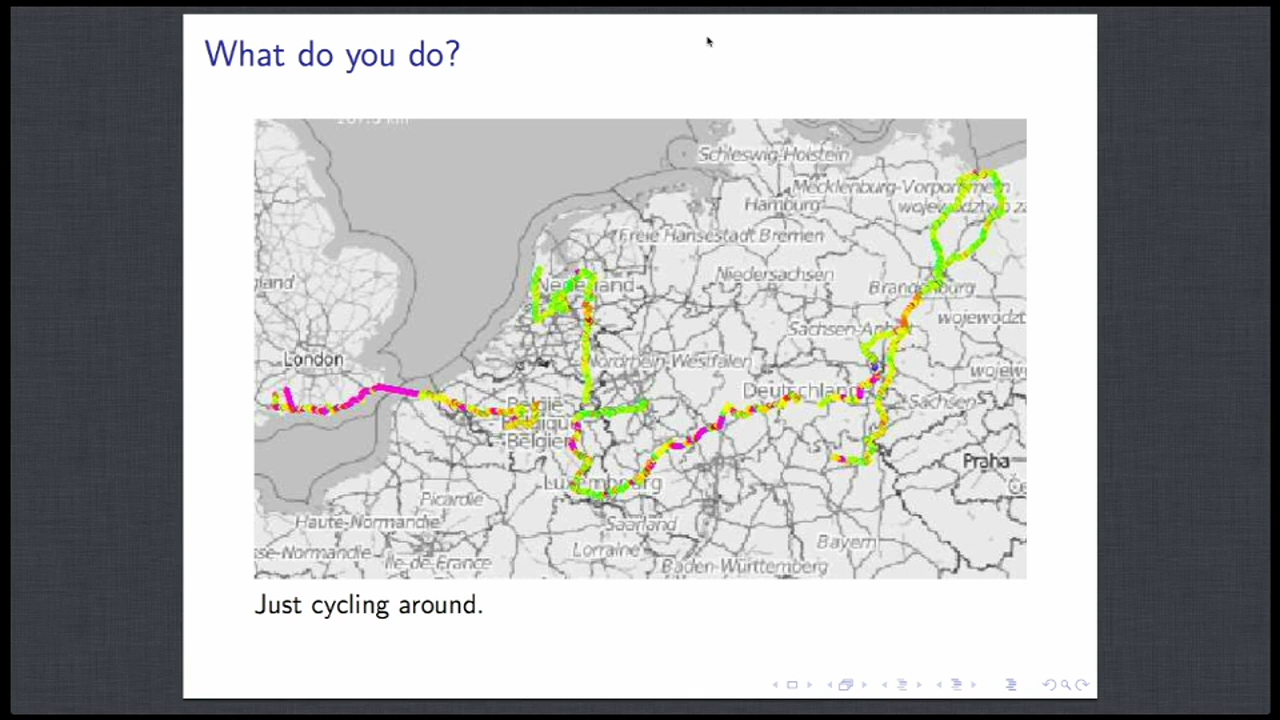 What do you do?
Schleswig-Holstein
Mecklenburg-Vorpommern
Hamburg
Freie Hansestadt Bremen
Nederland
Niedersachsen
Brandenburg
Sachsen-Anhalt
London
Nordrhein-Westfalen
Deutschland
België
Belgique
Belgien
Sachsen
Praha
Luxembourg
Picardie
Haute-Normandie
Saarland
Bayern
Lorraine
Île-de-France
Baden-Württemberg
Just cycling around.